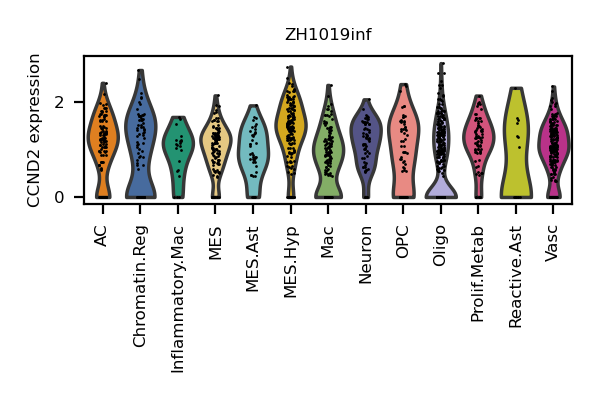 ZH1019inf
CCND2 expression
2
0
AC
Chromatin.Reg
Inflammatory.Mac
MES
MES.Ast
MES.Hyp
Mac
Neuron
OPC
Oligo
Prolif.Metab
Reactive.Ast
Vasc